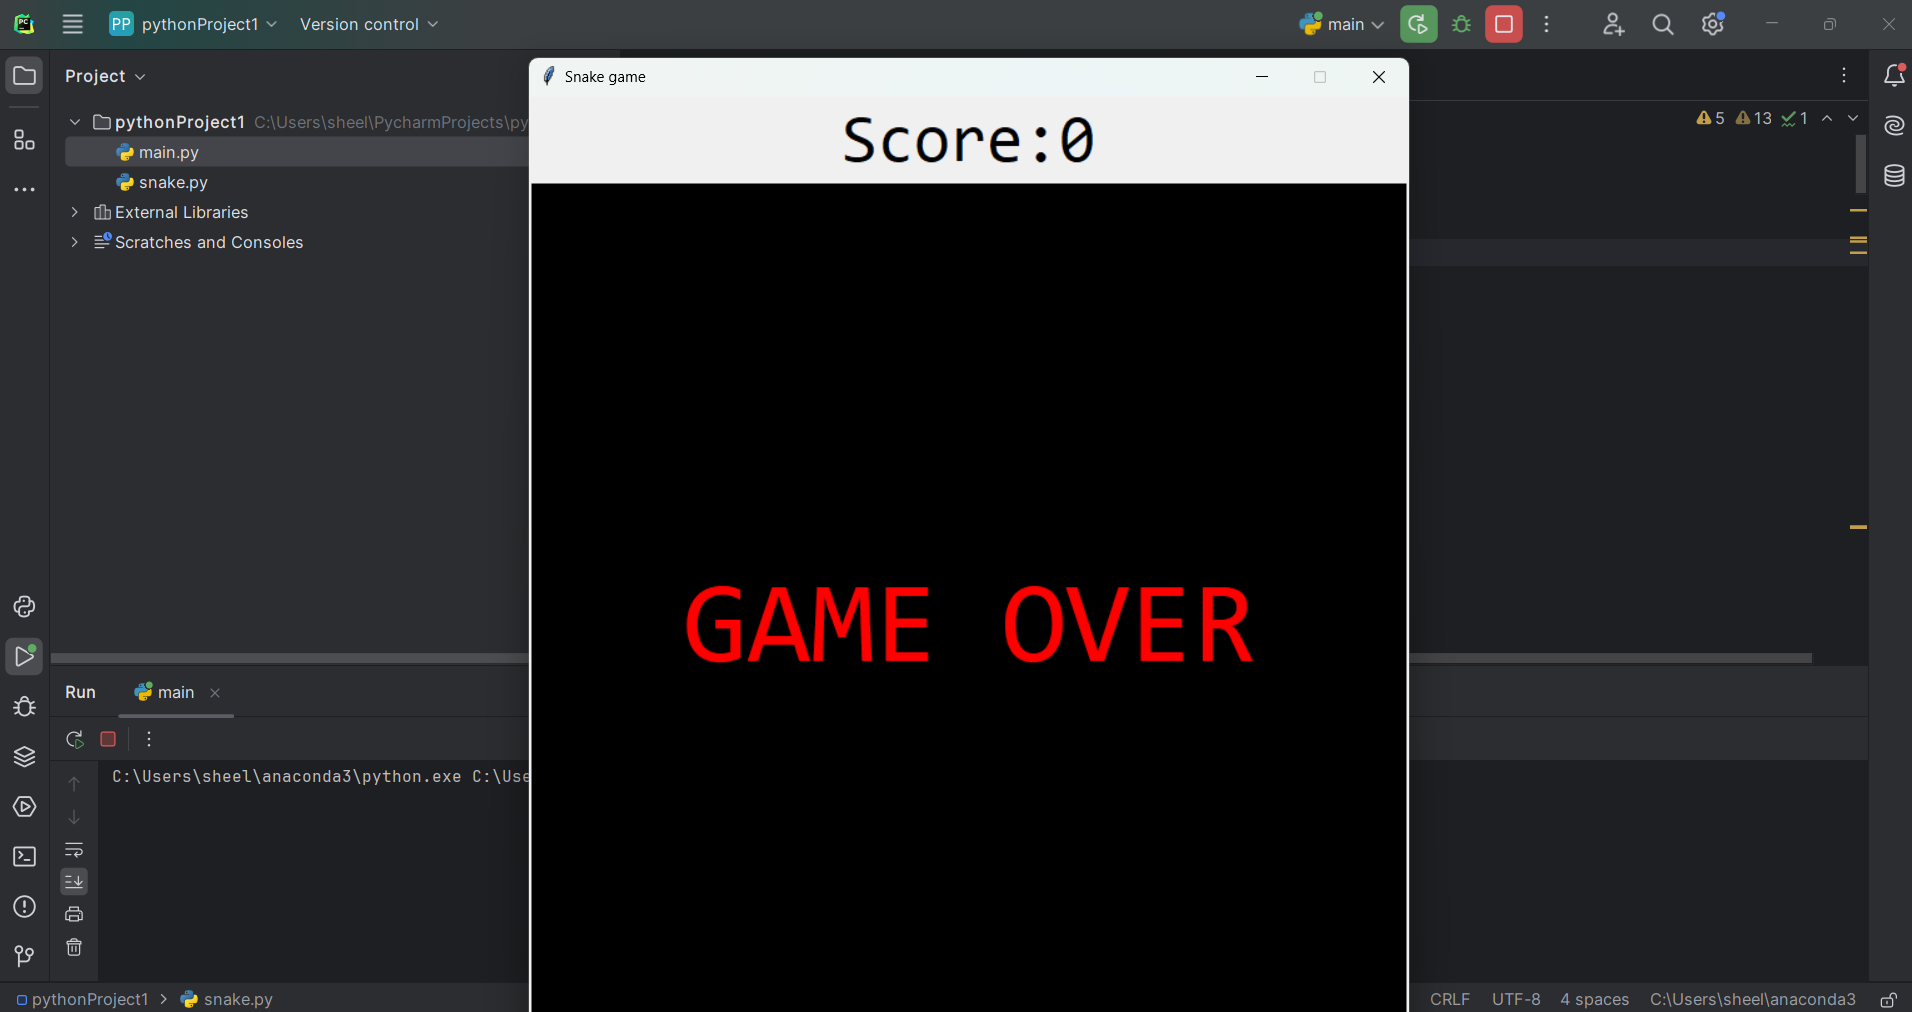 PC
PP pythonProject1
Version control
main
Project
pythonProject1 C:\Users\sheel\PycharmProjects\py
main.py
snake.py
External Libraries
Scratches and Consoles
Snake game
Score:0
GAME OVER
5 13 1
Run
main
C:\Users\sheel\anaconda3\python.exe C:\Use
pythonProject1 > snake.py
CRLF UTF-8 4 spaces C:\Users\sheel\anaconda3